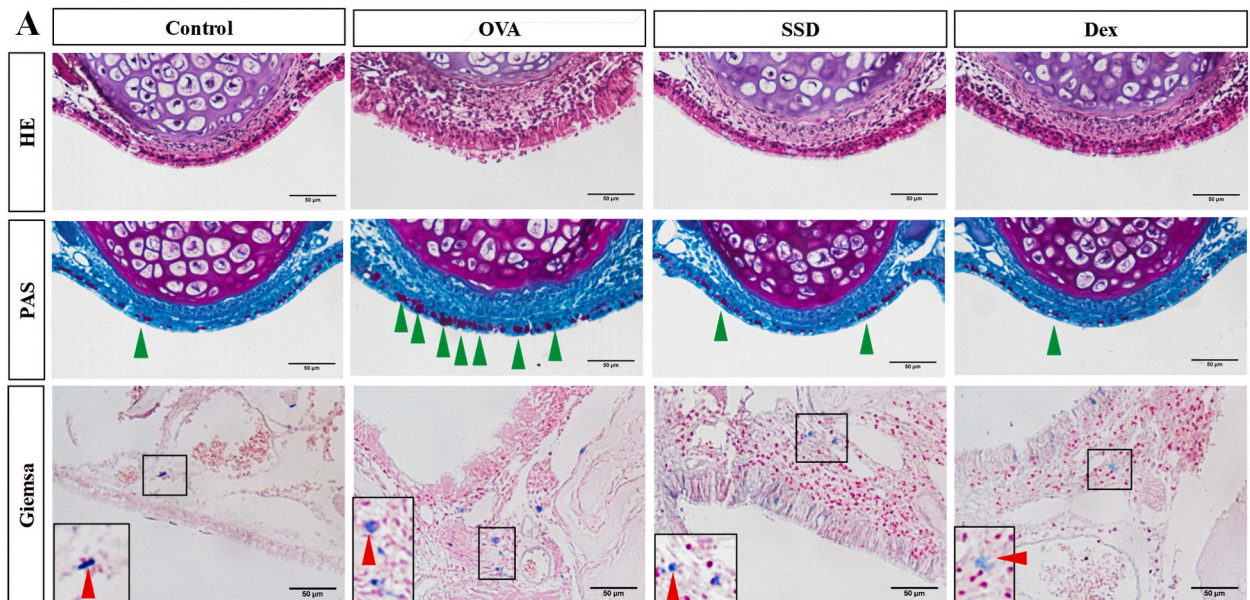 A
Control OVA SSD Dex
HE
50 µm 50 µm 50 µm 50 µm
PAS
50 µm 50 µm 50 µm 50 µm
Giemsa
50 µm 50 µm 50 µm 50 µm